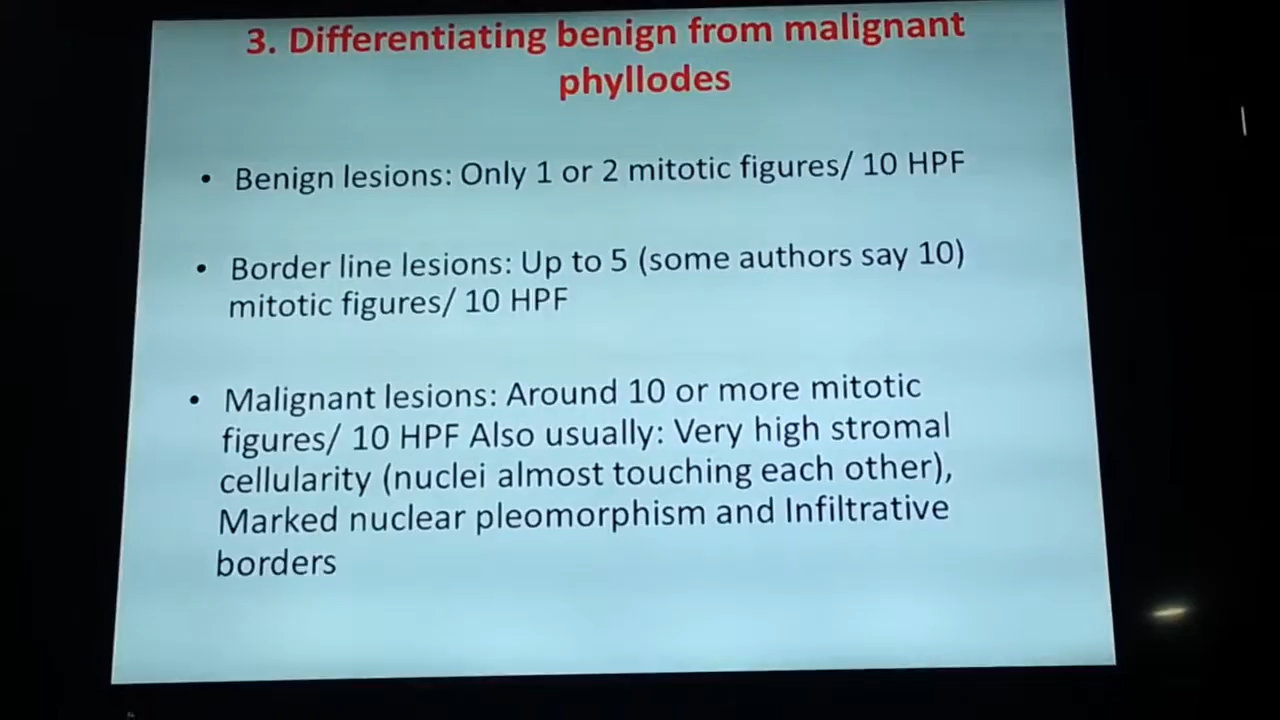 3. Differentiating benign from malignant
phyllodes
• Benign lesions: Only 1 or 2 mitotic figures/ 10 HPF
• Border line lesions: Up to 5 (some authors say 10)
mitotic figures/ 10 HPF
• Malignant lesions: Around 10 or more mitotic
figures/ 10 HPF Also usually: Very high stromal
cellularity (nuclei almost touching each other),
Marked nuclear pleomorphism and Infiltrative
borders